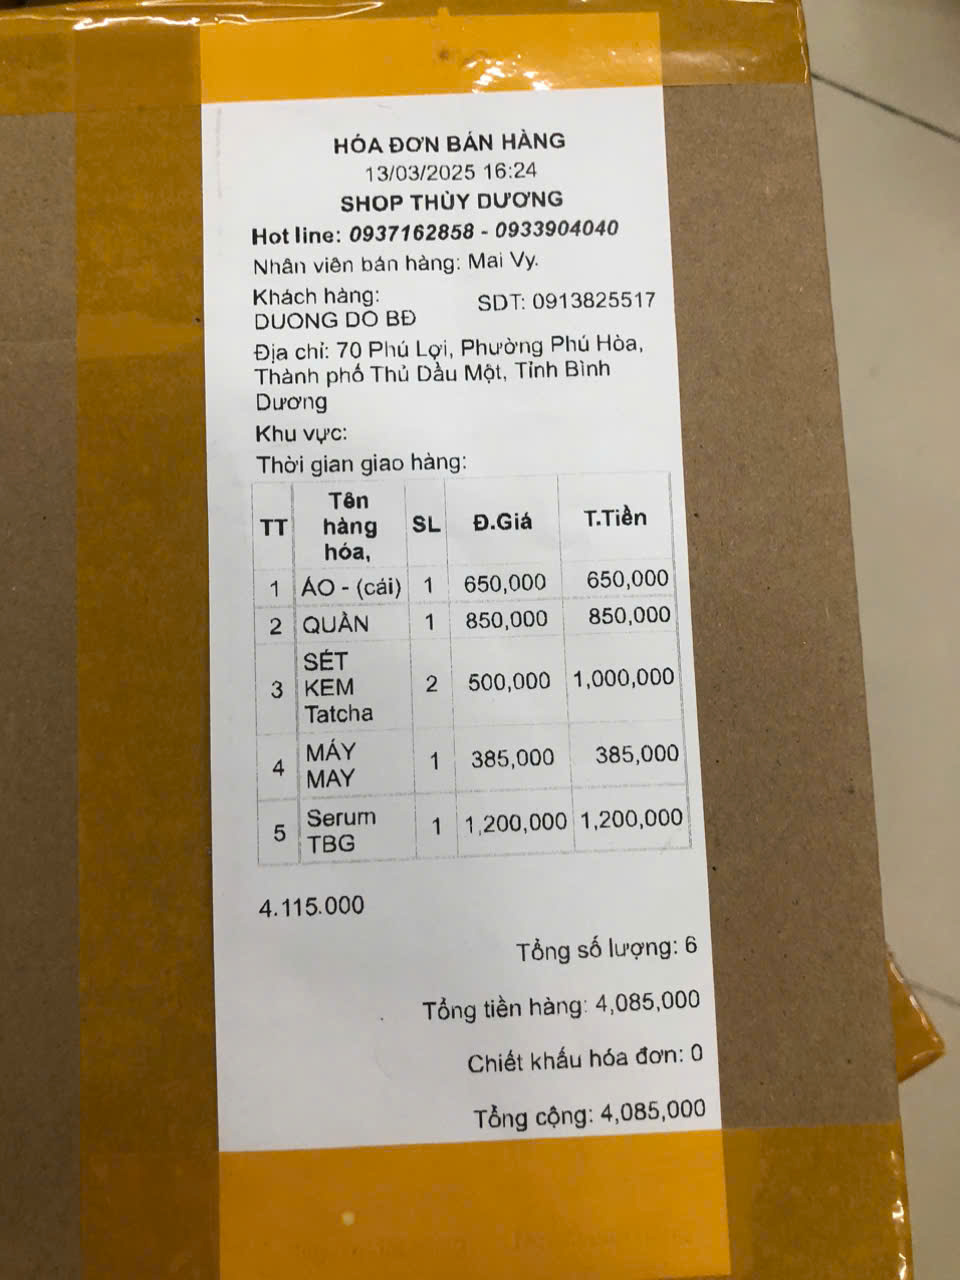 HÓA ĐƠN BÁN HÀNG
13/03/2025 16:24
SHOP THÙY DƯƠNG
Hot line: 0937162858 - 0933904040
Nhân viên bán hàng: Mai Vy.
Khách hàng: SDT: 0913825517
DUONG DO BĐ
Địa chỉ: 70 Phú Lợi, Phường Phú Hòa,
Thành phố Thủ Dầu Một, Tỉnh Bình
Dương
Khu vực:
Thời gian giao hàng:
TT Tên hàng hóa, SL Đ.Giá T.Tiền
1 ÁO - (cái) 1 650,000 650,000
2 QUẦN 1 850,000 850,000
3 SÉT KEM Tatcha 2 500,000 1,000,000
4 MÁY MAY 1 385,000 385,000
5 Serum TBG 1 1,200,000 1,200,000
4.115.000
Tổng số lượng: 6
Tổng tiền hàng: 4,085,000
Chiết khấu hóa đơn: 0
Tổng cộng: 4,085,000